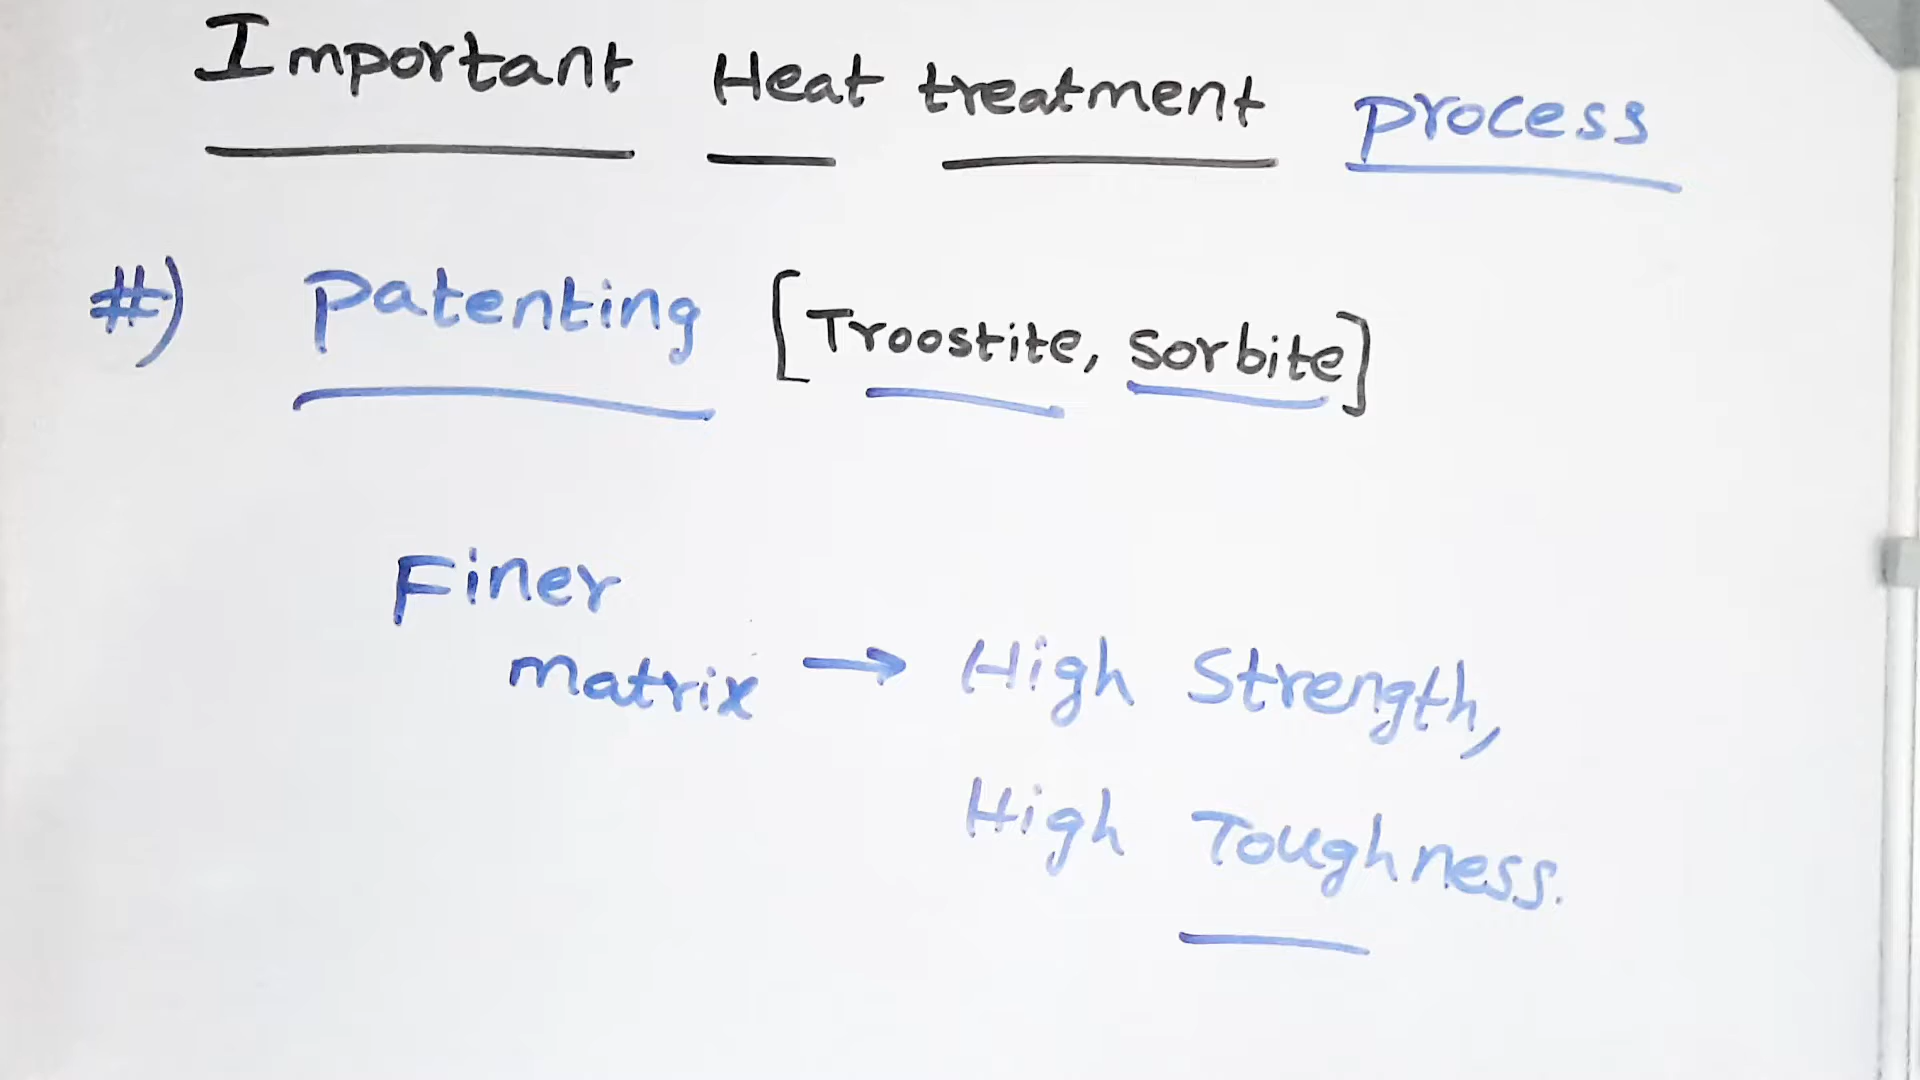 Important Heat treatment process
#) Patenting [Troostite, Sorbite]
Finer
matrix → High Strength,
High Toughness.